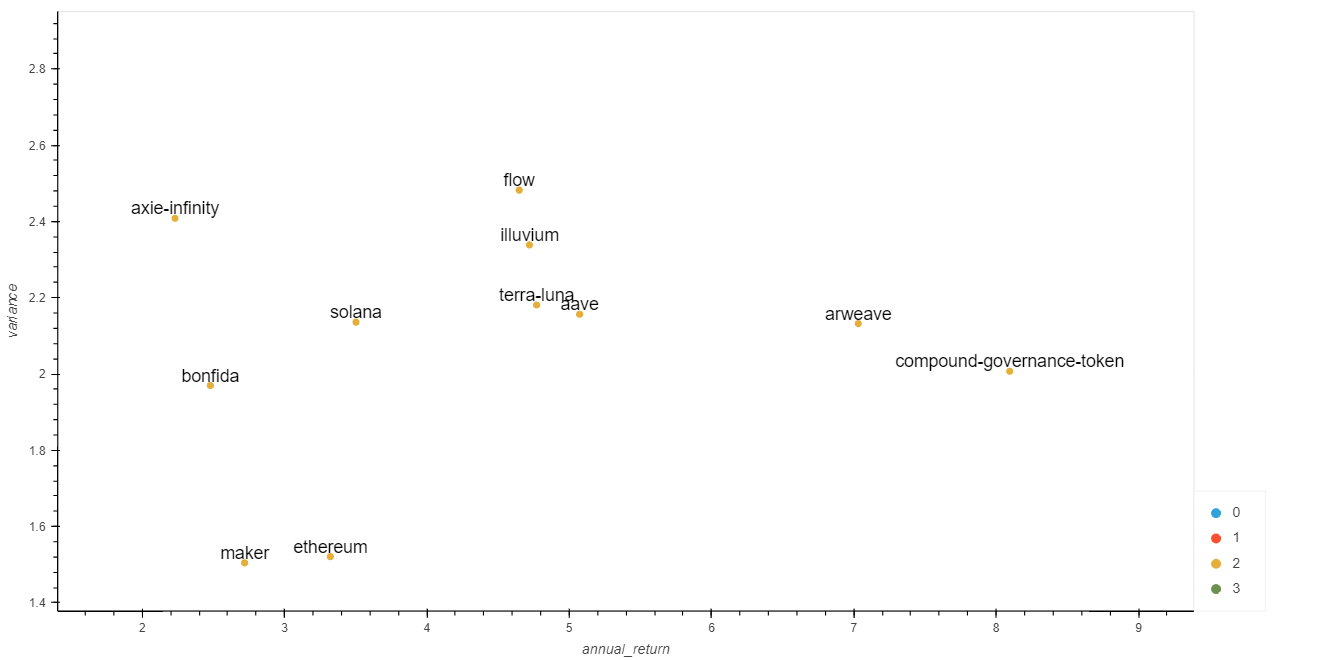 2.8
2.6
2.4
2.2
2
1.8
1.6
1.4
variance
flow
axie-infinity
illuvium
terra-luna
aave
solana
arweave
compound-governance-token
bonfida
maker
ethereum
0
1
2
3
2 3 4 5 6 7 8 9
annual_return